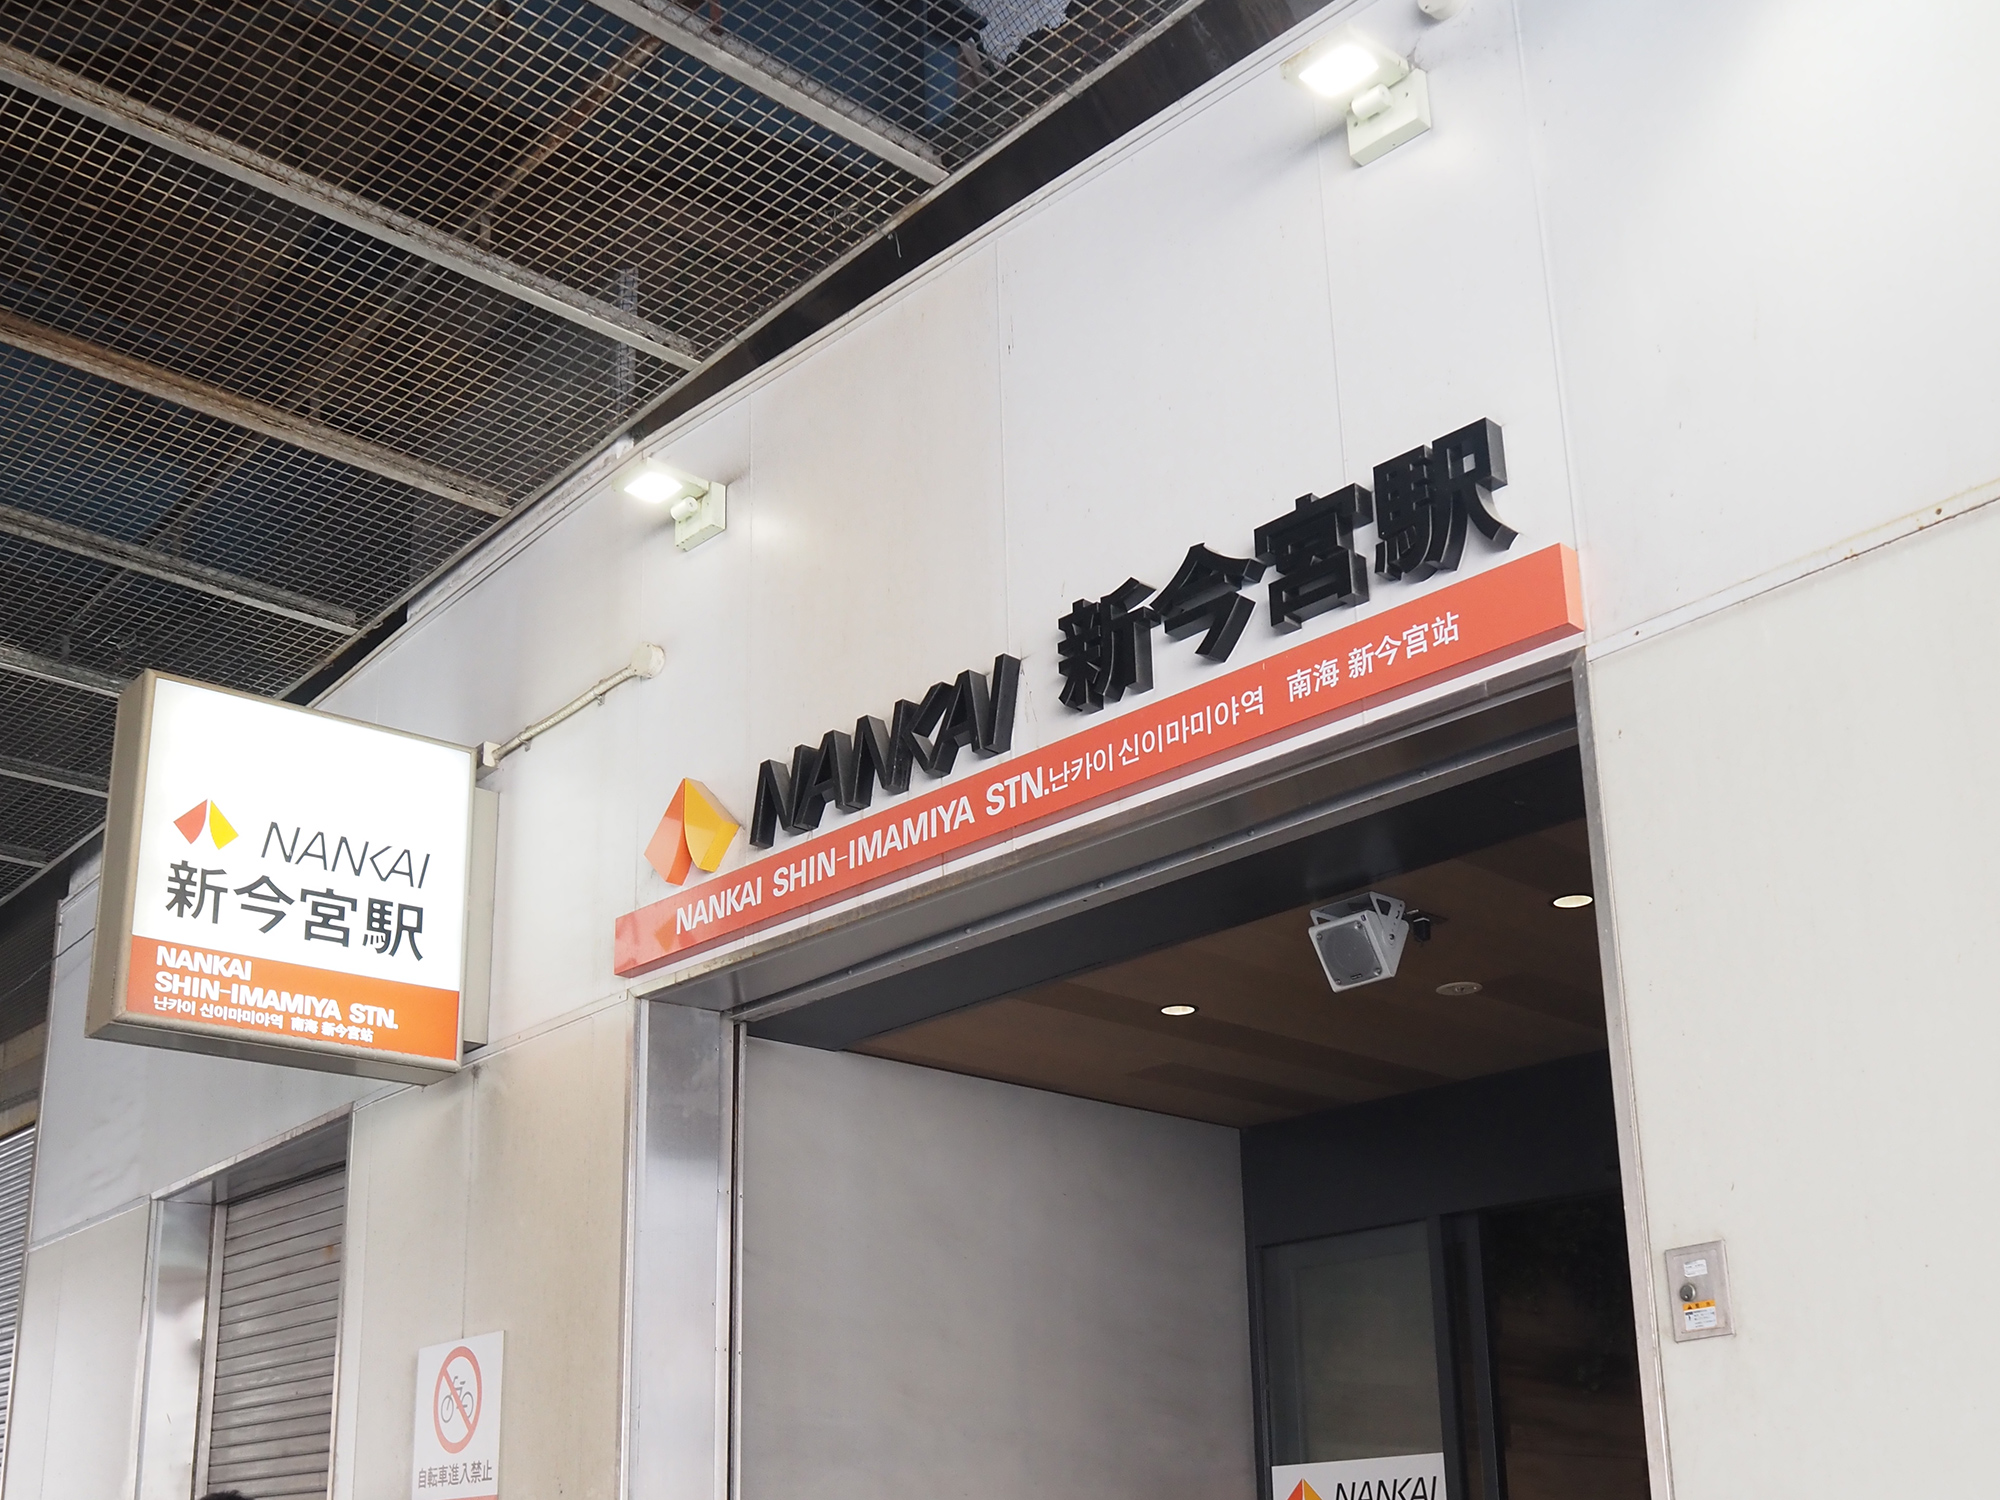 NANKAI
新今宮駅
NANKAI
SHIN-IMAMIYA STN.
난카이 신이마미야역 南海 新今宮站
NANKAI 新今宮駅
NANKAI SHIN-IMAMIYA STN. 난카이 신이마미야역 南海 新今宮站
自転車進入禁止
NANKAI